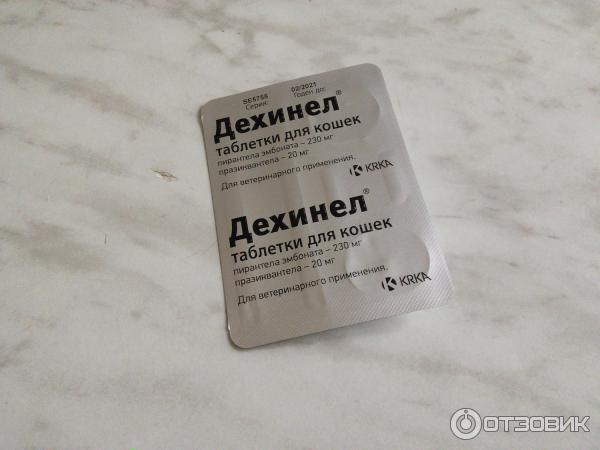 SE5755 02/2021
Серия: Годен до:
Дехинел®
таблетки для кошек
пирантела эмбоната – 230 мг
празиквантела – 20 мг
Для ветеринарного применения.
KRKA
Дехинел®
таблетки для кошек
пирантела эмбоната – 230 мг
празиквантела – 20 мг
Для ветеринарного применения.
KRKA
ОТЗОВИК